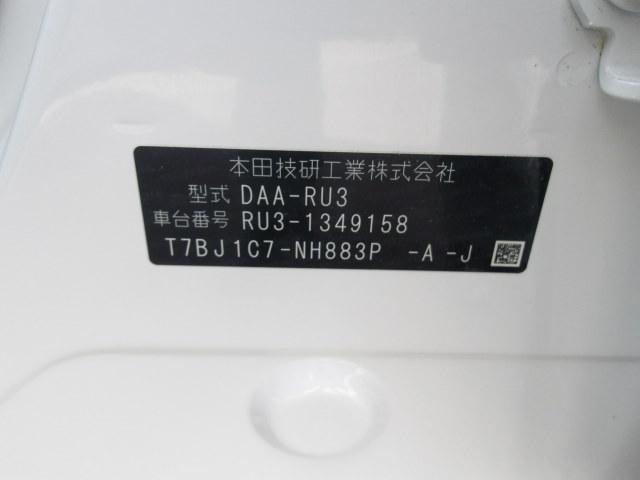 本田技研工業株式会社
型式 DAA-RU3
車台番号 RU3-1349158
T7BJ1C7-NH883P -A -J